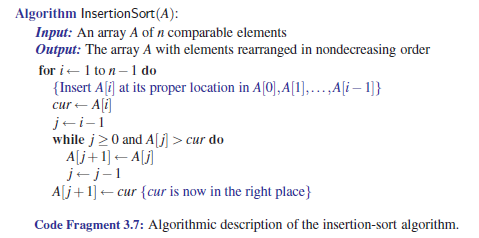 Algorithm InsertionSort(A):
Input: An array A of n comparable elements
Output: The array A with elements rearranged in nondecreasing order
for i ← 1 to n − 1 do
{Insert A[i] at its proper location in A[0],A[1],…,A[i − 1]}
cur ← A[i]
j ← i − 1
while j ≥ 0 and A[j] > cur do
A[j+1] ← A[j]
j ← j − 1
A[j+1] ← cur {cur is now in the right place}
Code Fragment 3.7: Algorithmic description of the insertion-sort algorithm.